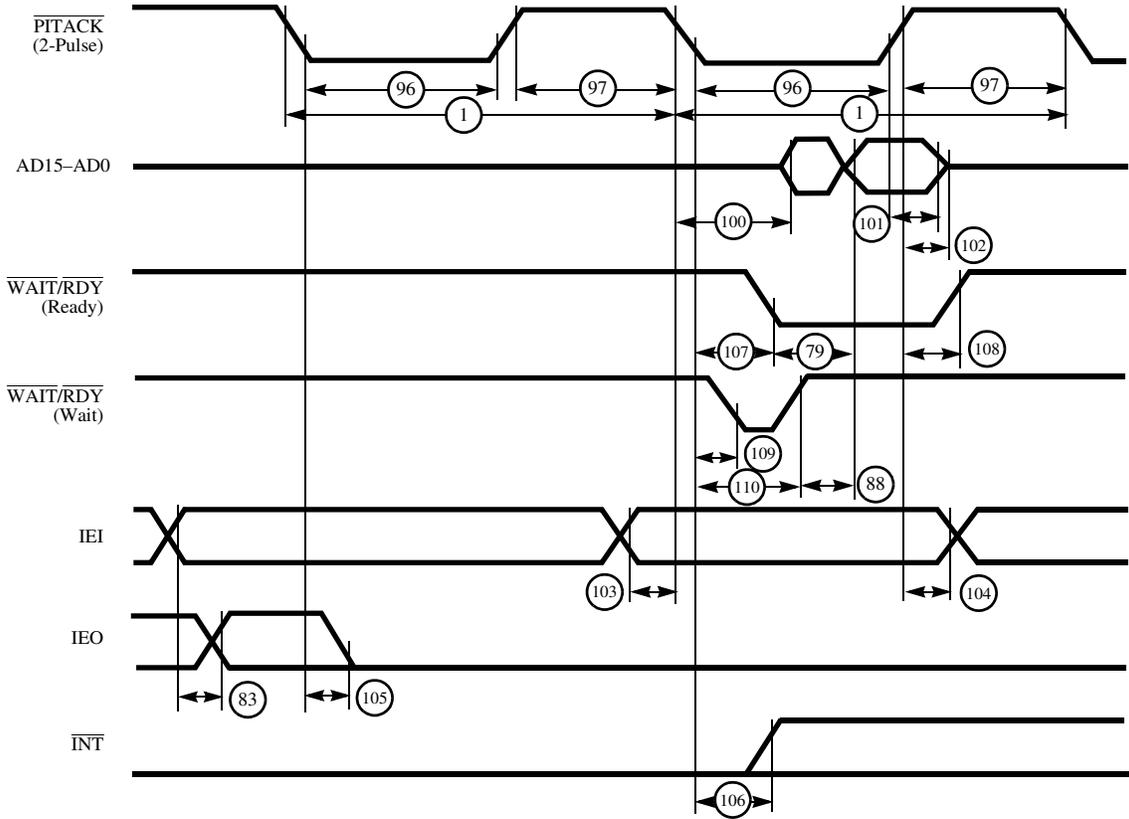 PITACK
(2-Pulse)
96 97 96 97
1 1
AD15–AD0
100 101
102
WAIT/RDY
(Ready)
107 79 108
WAIT/RDY
(Wait)
109
110 88
IEI
103 104
IEO
83 105
INT
106